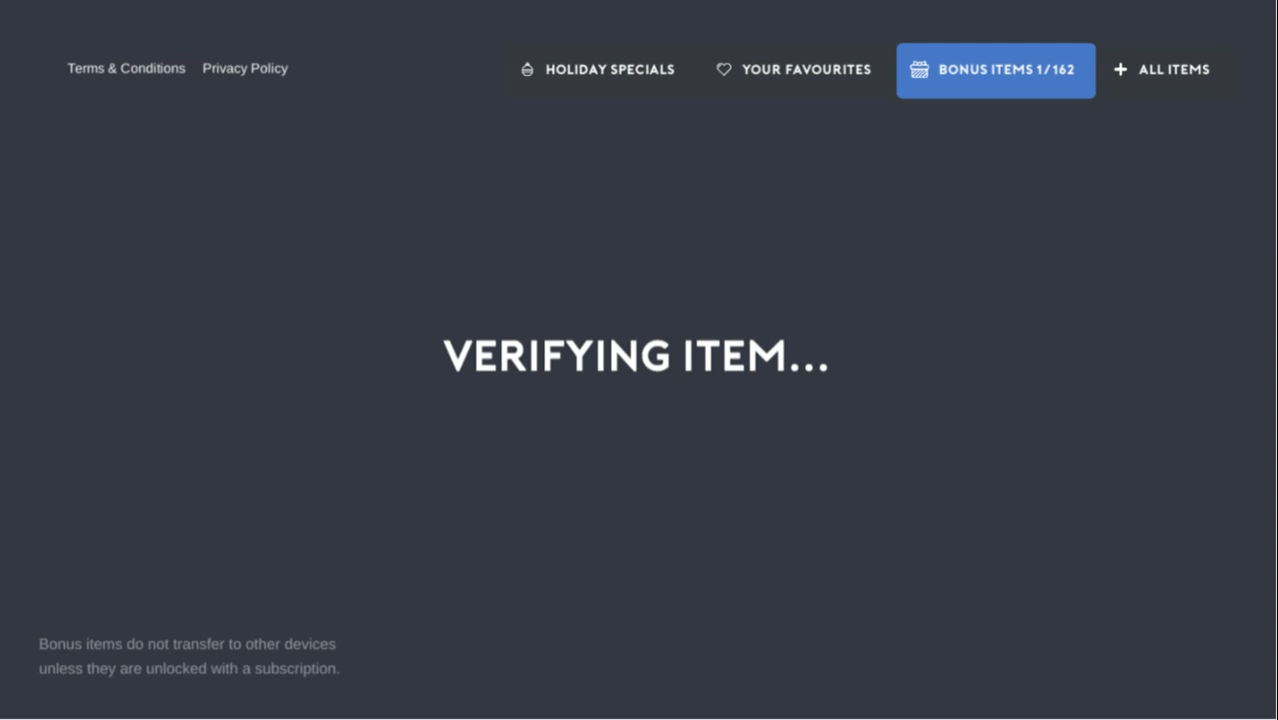 Terms & Conditions Privacy Policy HOLIDAY SPECIALS YOUR FAVOURITES BONUS ITEMS 1/162 ALL ITEMS
VERIFYING ITEM...
Bonus items do not transfer to other devices
unless they are unlocked with a subscription.